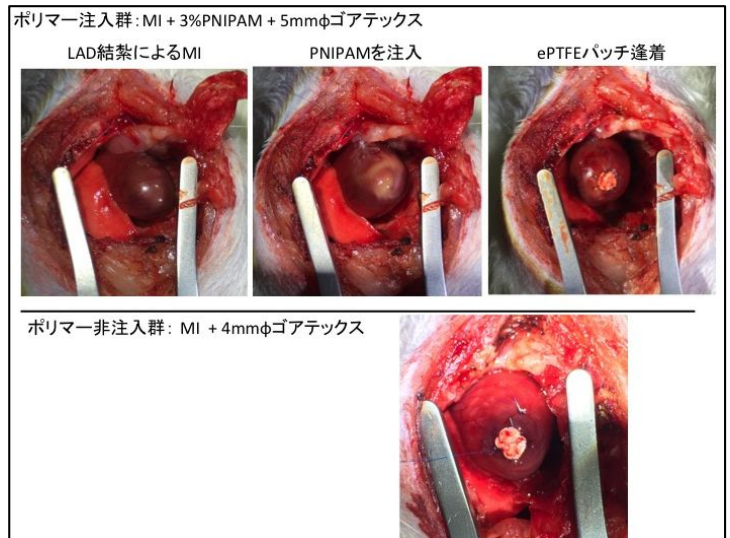 ポリマー注入群：MI + 3%PNIPAM + 5mmφゴアテックス
LAD結紮によるMI
PNIPAMを注入
ePTFEパッチ逢着
ポリマー非注入群： MI + 4mmφゴアテックス